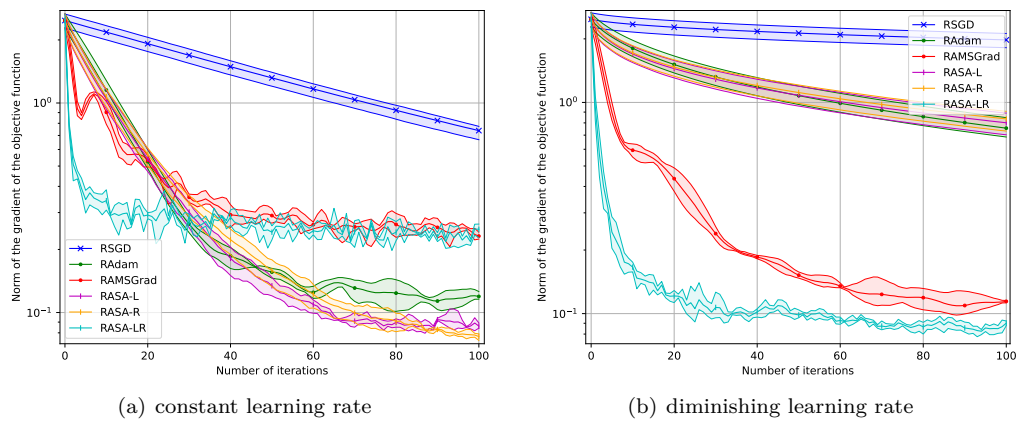 Norm of the gradient of the objective function
10⁰
10⁻¹
RSGD
RAdam
RAMSGrad
RASA-L
RASA-R
RASA-LR
0 20 40 60 80 100
Number of iterations
(a) constant learning rate
Norm of the gradient of the objective function
10⁰
10⁻¹
RSGD
RAdam
RAMSGrad
RASA-L
RASA-R
RASA-LR
0 20 40 60 80 100
Number of iterations
(b) diminishing learning rate